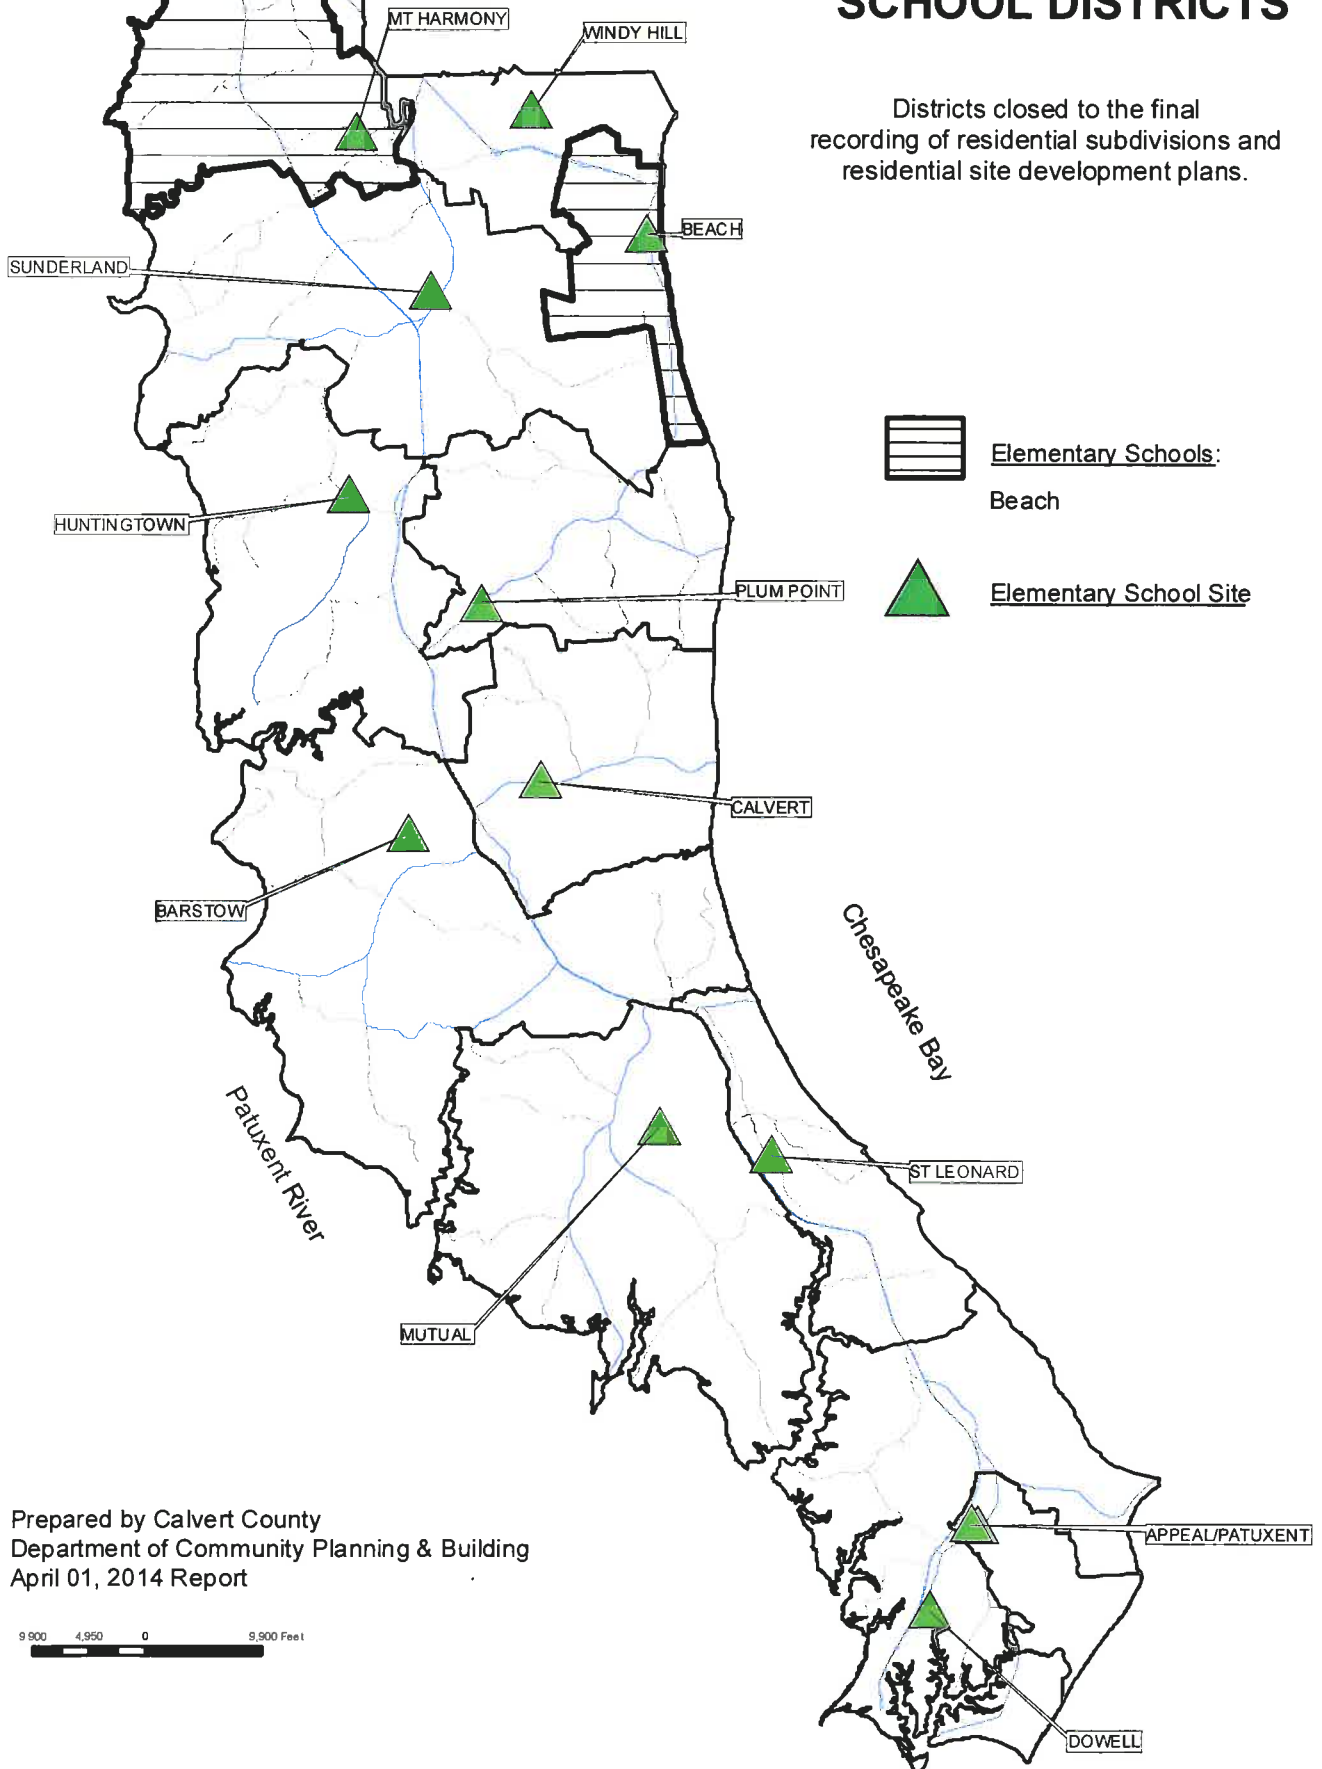 SCHOOL DISTRICTS
Districts closed to the final
recording of residential subdivisions and
residential site development plans.
MT HARMONY
WINDY HILL
BEACH
SUNDERLAND
Elementary Schools:
Beach
HUNTINGTOWN
Elementary School Site
PLUM POINT
CALVERT
BARSTOW
Chesapeake Bay
Patuxent River
ST LEONARD
MUTUAL
Prepared by Calvert County
Department of Community Planning & Building
April 01, 2014 Report
APPEAL/PATUXENT
9 900 4,950 0 9,900 Feet
DOWELL